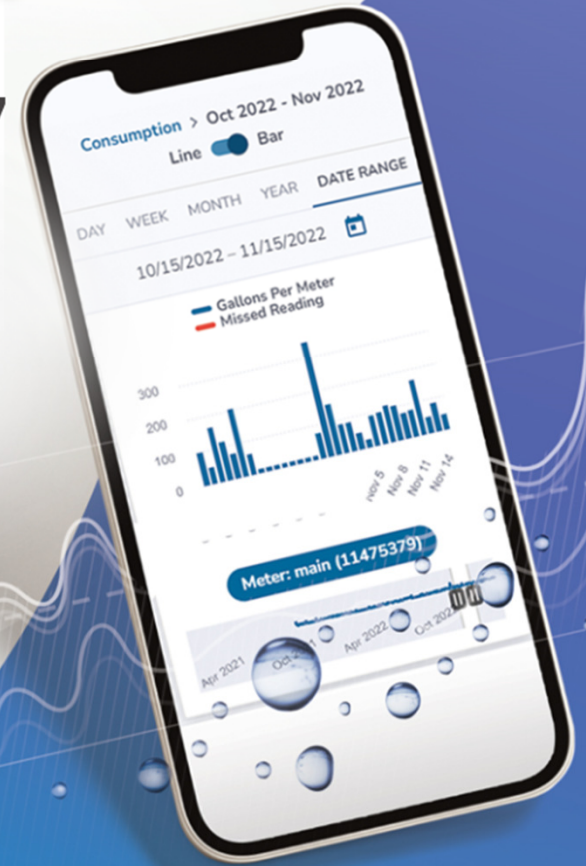 Consumption > Oct 2022 - Nov 2022
Line Bar
DAY WEEK MONTH YEAR DATE RANGE
10/15/2022 – 11/15/2022
Gallons Per Meter
Missed Reading
300
200
100
0
Nov 5 Nov 8 Nov 11 Nov 14
Meter: main (11475379)
Apr 2021 Oct 2021 Apr 2022 Oct 2022